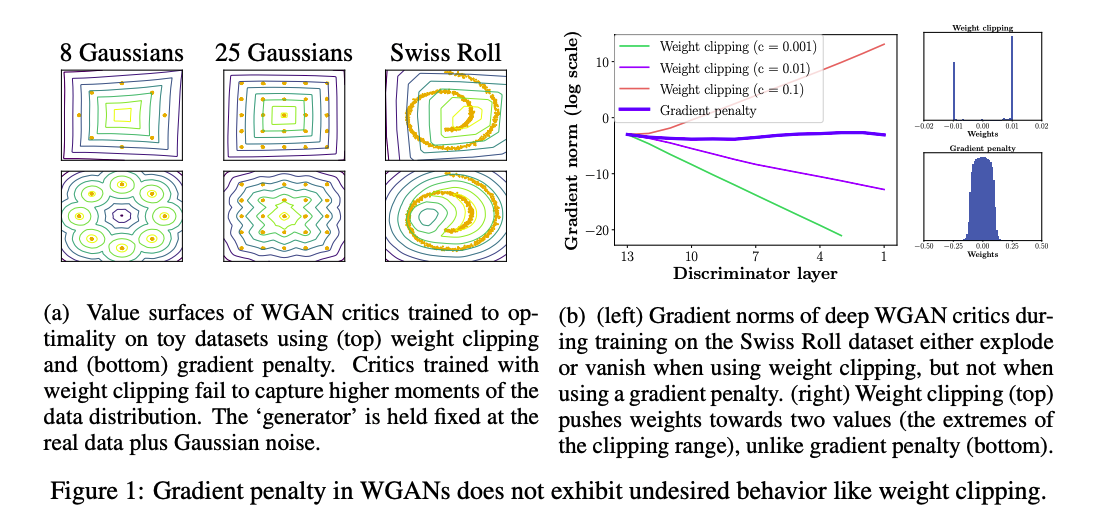 8 Gaussians
25 Gaussians
Swiss Roll
Gradient norm (log scale)
10
0
−10
−20
Weight clipping (c = 0.001)
Weight clipping (c = 0.01)
Weight clipping (c = 0.1)
Gradient penalty
13
10
7
4
1
Discriminator layer
Weight clipping
−0.02
−0.01
0.00
0.01
0.02
Weights
Gradient penalty
−0.50
−0.25
0.00
0.25
0.50
Weights
(a) Value surfaces of WGAN critics trained to op-
timality on toy datasets using (top) weight clipping
and (bottom) gradient penalty. Critics trained with
weight clipping fail to capture higher moments of the
data distribution. The ‘generator’ is held fixed at the
real data plus Gaussian noise.
(b) (left) Gradient norms of deep WGAN critics dur-
ing training on the Swiss Roll dataset either explode
or vanish when using weight clipping, but not when
using a gradient penalty. (right) Weight clipping (top)
pushes weights towards two values (the extremes of
the clipping range), unlike gradient penalty (bottom).
Figure 1: Gradient penalty in WGANs does not exhibit undesired behavior like weight clipping.